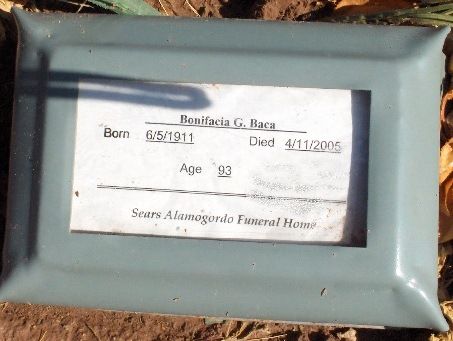 Bonifacia G. Baca
Born 6/5/1911 Died 4/11/2005
Age 93
Sears Alamogordo Funeral Home